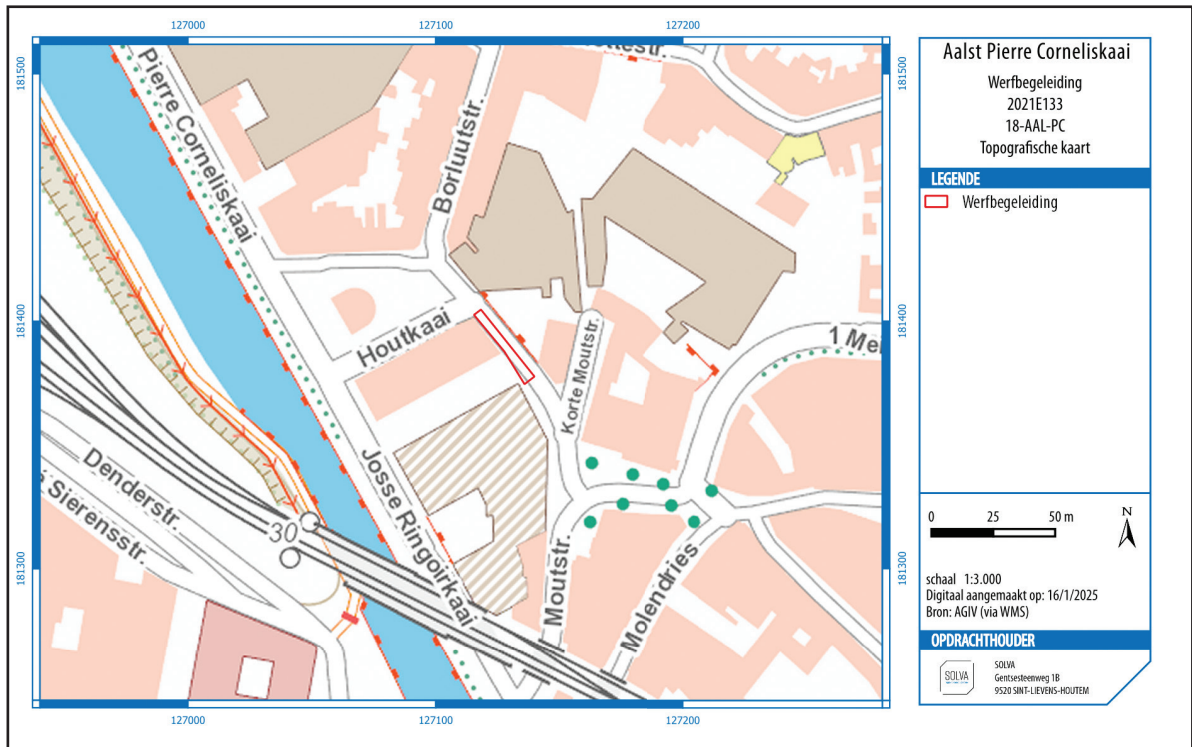 127000
127100
127200
181500
181500
Pierre Corneliskaai
Borluutstr.
181400
181400
Houtkaai
Korte Moutstr.
1 Mei
Denderstr.
Sierensstr.
30
Josse Ringoirkaai
Moutstr.
Molendries
181300
181300
127000
127100
127200
Aalst Pierre Corneliskaai
Werfbegeleiding
2021E133
18-AAL-PC
Topografische kaart
LEGENDE
Werfbegeleiding
0 25 50 m
N
schaal 1:3.000
Digitaal aangemaakt op: 16/1/2025
Bron: AGIV (via WMS)
OPDRACHTHOUDER
SOLVA
SOLVA
Gentsesteenweg 1B
9520 SINT-LIEVENS-HOUTEM